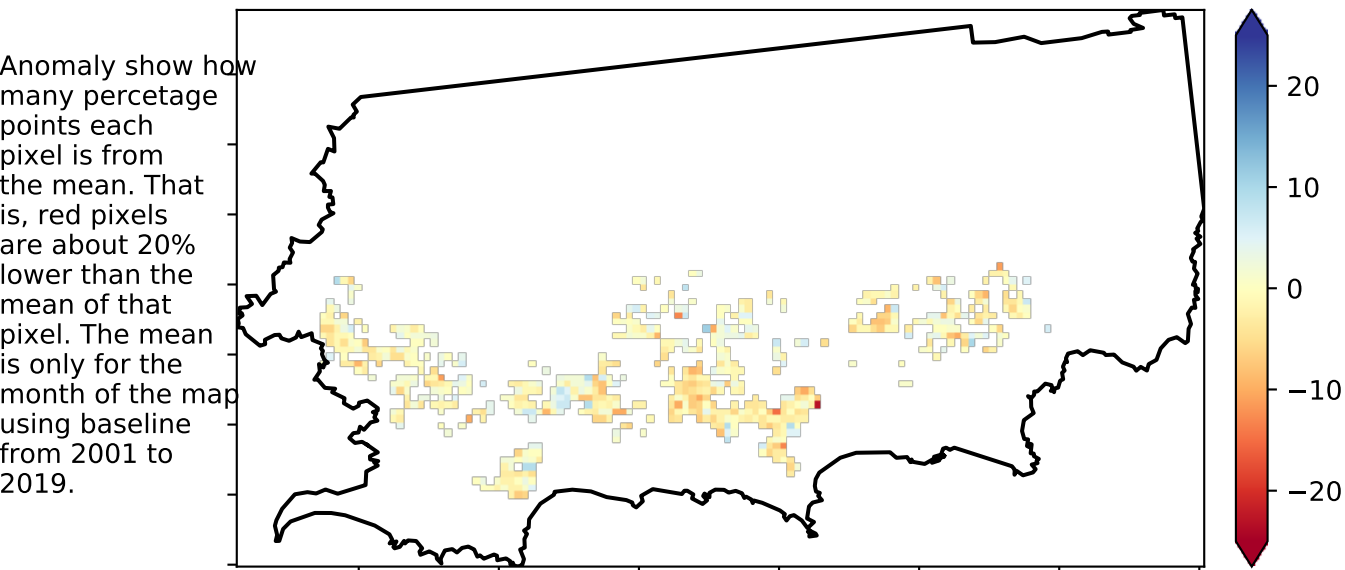 Anomaly show how
many percetage
points each
pixel is from
the mean. That
is, red pixels
are about 20%
lower than the
mean of that
pixel. The mean
is only for the
month of the map
using baseline
from 2001 to
2019.
20
10
0
−10
−20